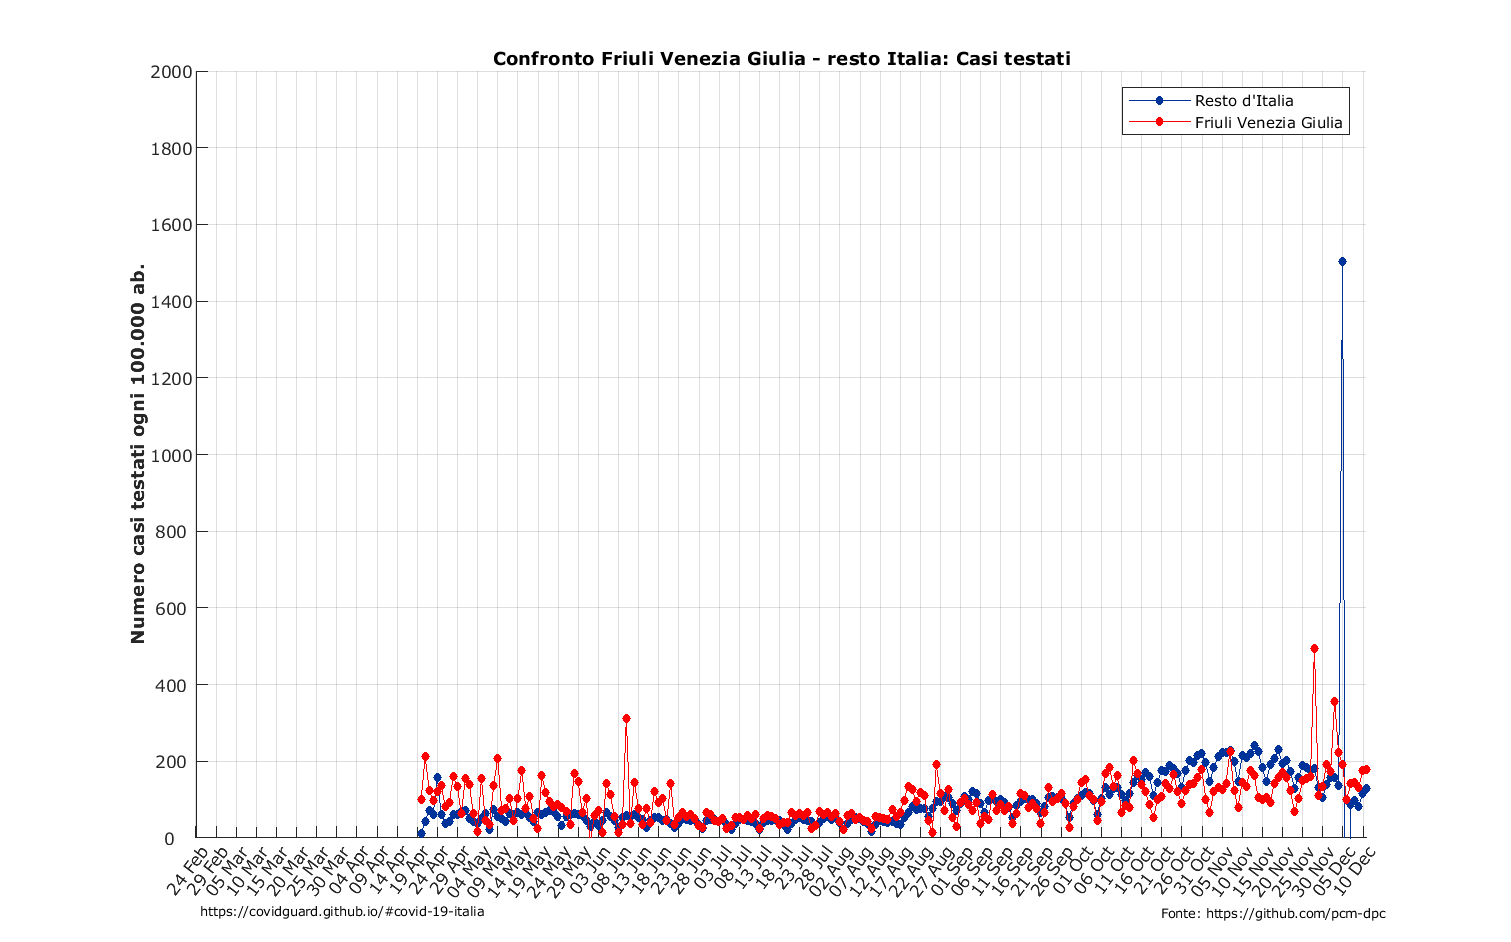 Confronto Friuli Venezia Giulia - resto Italia: Casi testati
Resto d'Italia
Friuli Venezia Giulia
Numero casi testati ogni 100.000 ab.
2000
1800
1600
1400
1200
1000
800
600
400
200
0
24 Feb
29 Feb
05 Mar
10 Mar
15 Mar
20 Mar
25 Mar
30 Mar
04 Apr
09 Apr
14 Apr
19 Apr
24 Apr
29 Apr
04 May
09 May
14 May
19 May
24 May
29 May
03 Jun
08 Jun
13 Jun
18 Jun
23 Jun
28 Jun
03 Jul
08 Jul
13 Jul
18 Jul
23 Jul
28 Jul
02 Aug
07 Aug
12 Aug
17 Aug
22 Aug
27 Aug
01 Sep
06 Sep
11 Sep
16 Sep
21 Sep
26 Sep
01 Oct
06 Oct
11 Oct
16 Oct
21 Oct
26 Oct
31 Oct
05 Nov
10 Nov
15 Nov
20 Nov
25 Nov
30 Nov
05 Dec
10 Dec
https://covidguard.github.io/#covid-19-italia
Fonte: https://github.com/pcm-dpc